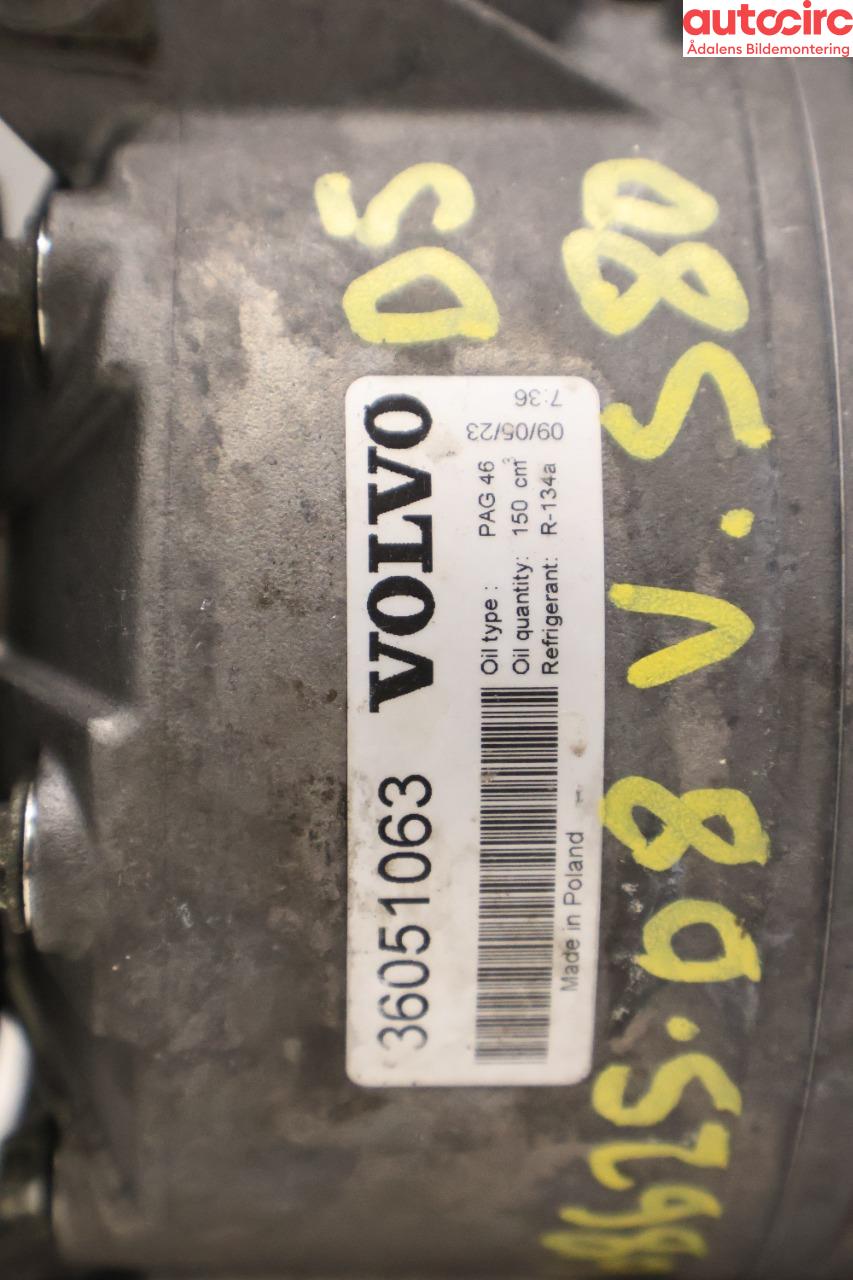 autocirc
Ådalens Bildemontering
D5
36051063 VOLVO
Oil type : PAG 46
Oil quantity: 150 cm³
Refrigerant: R-134a
Made in Poland
09/05/23
7:36
08 V. S80